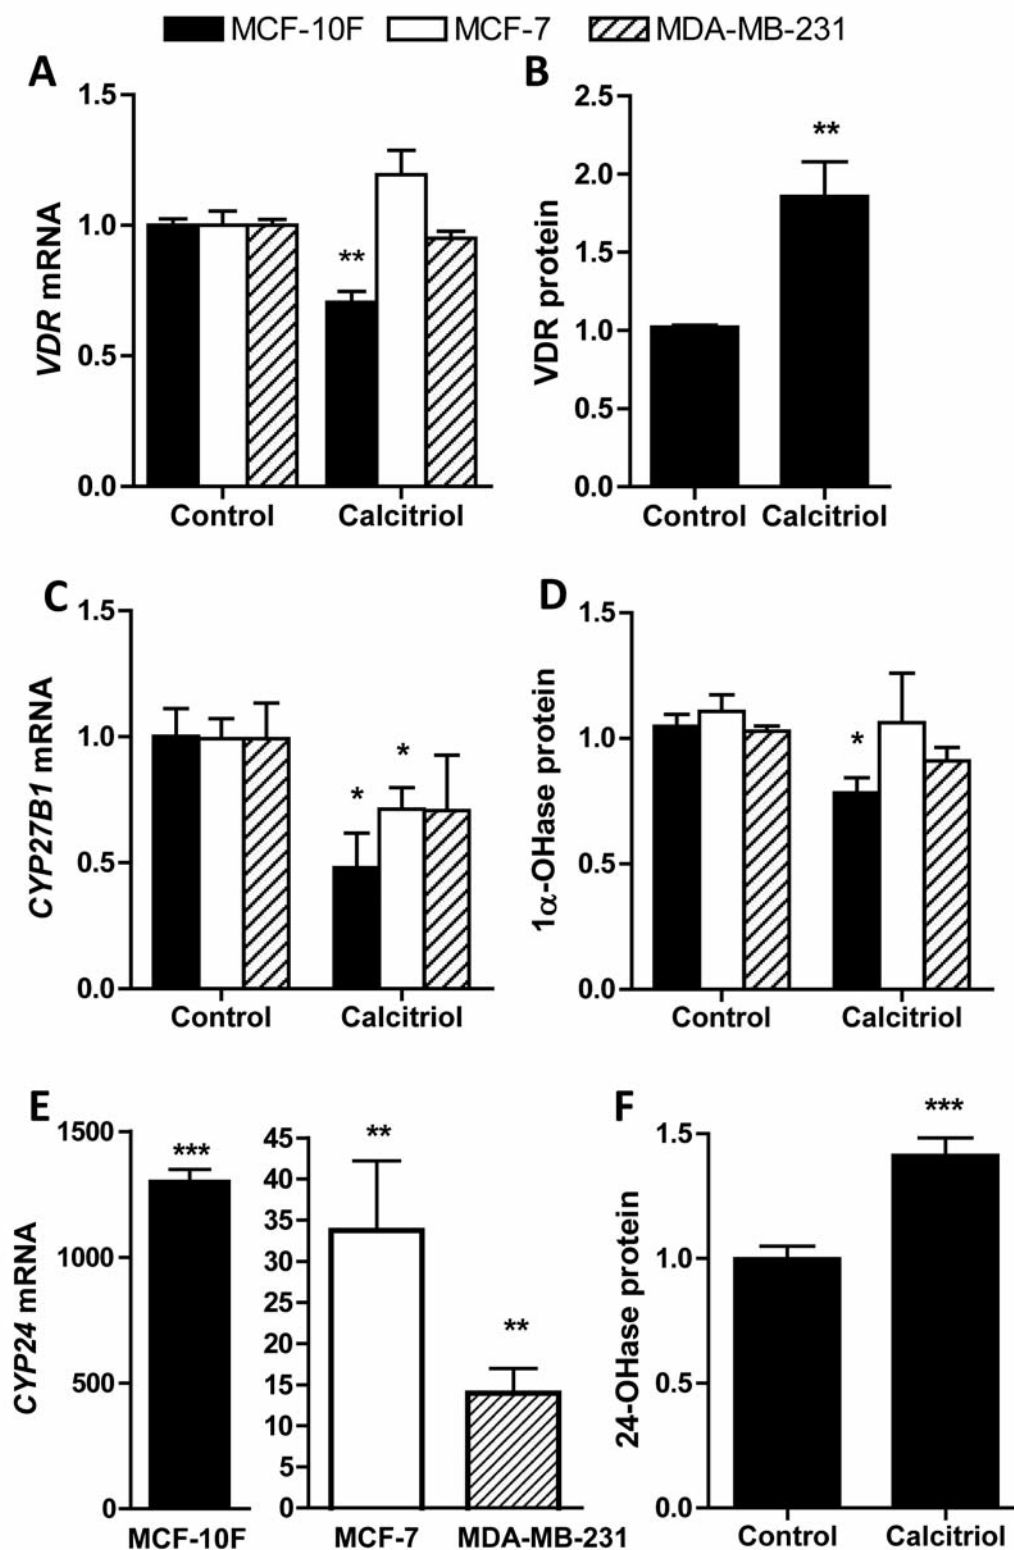 MCF-10F MCF-7 MDA-MB-231
A
VDR mRNA
1.5
1.0
0.5
0.0
**
Control Calcitriol
B
VDR protein
2.5
2.0
1.5
1.0
0.5
0.0
**
Control Calcitriol
C
CYP27B1 mRNA
1.5
1.0
0.5
0.0
*
*
Control Calcitriol
D
1α-OHase protein
1.5
1.0
0.5
0.0
*
Control Calcitriol
E
CYP24 mRNA
1500
1000
500
0
***
MCF-10F
45
40
35
30
25
20
15
10
5
0
**
**
MCF-7 MDA-MB-231
F
24-OHase protein
1.5
1.0
0.5
0.0
***
Control Calcitriol